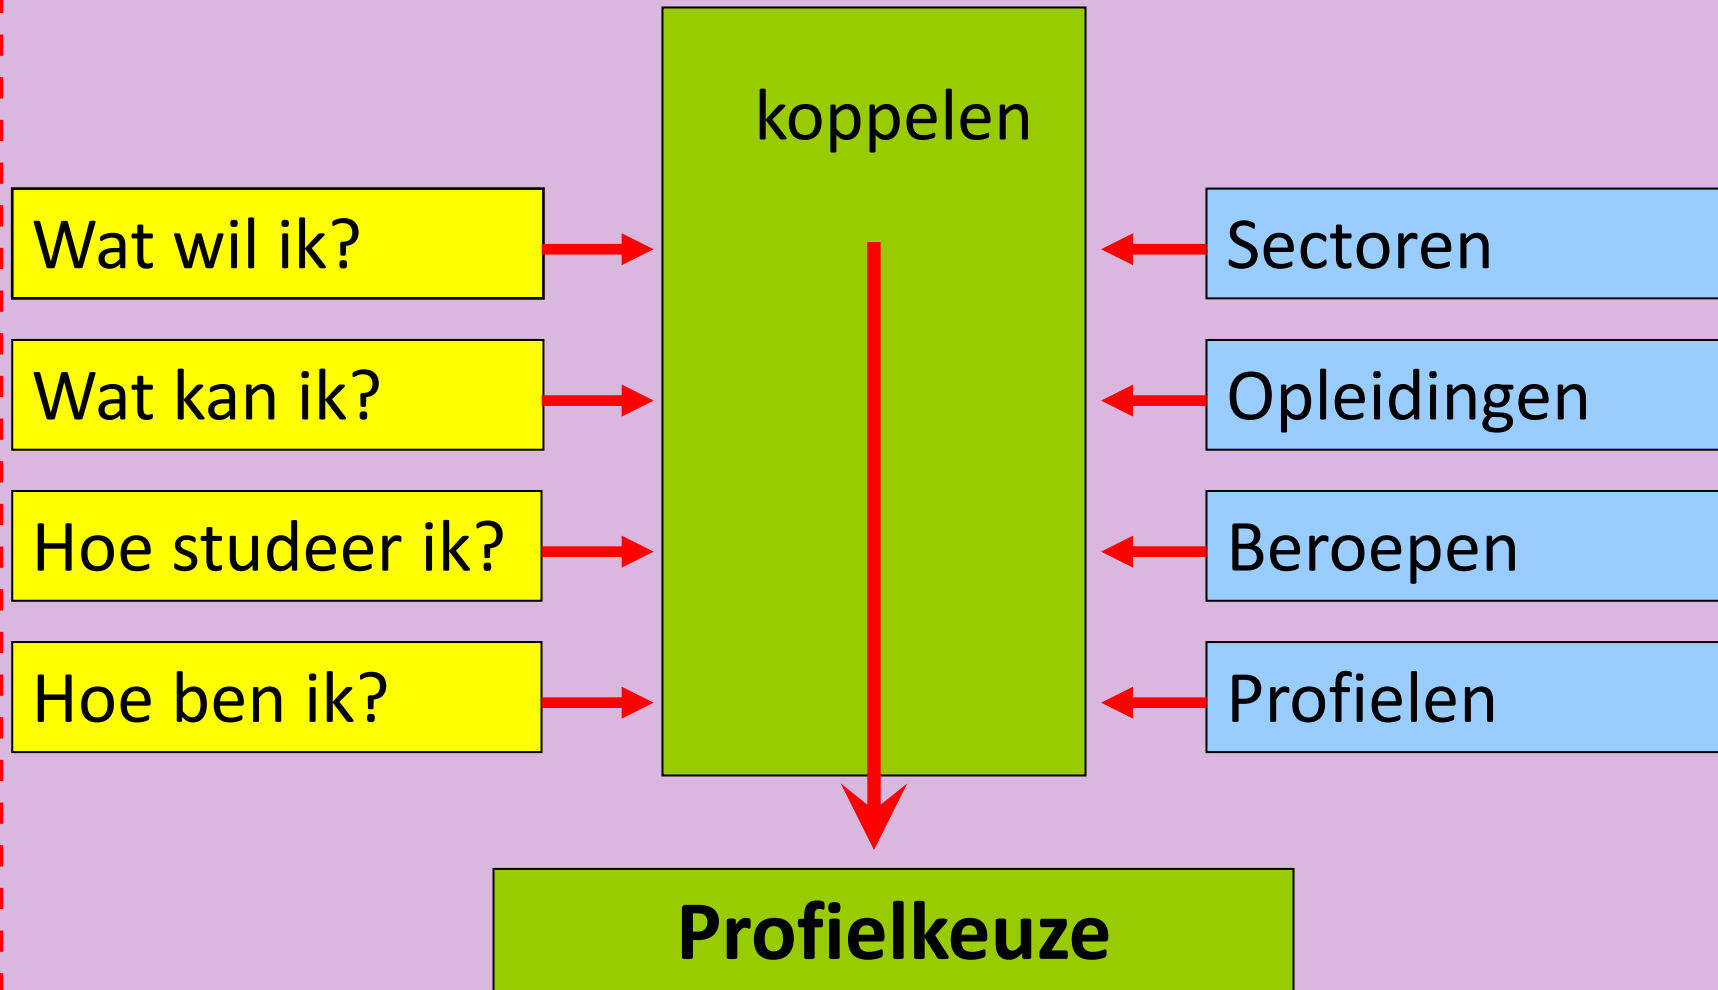 koppelen
Wat wil ik?
Sectoren
Wat kan ik?
Opleidingen
Hoe studeer ik?
Beroepen
Hoe ben ik?
Profielen
Profielkeuze